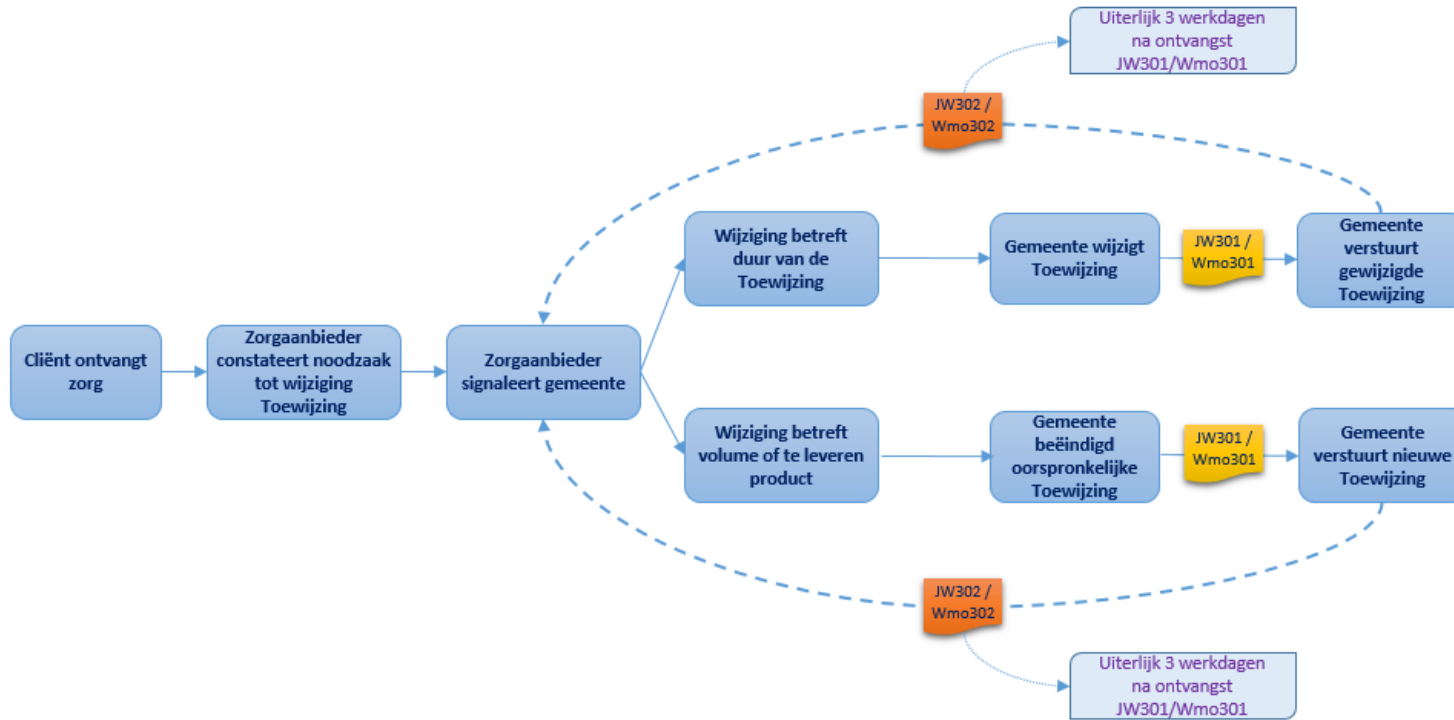 Uiterlijk 3 werkdagen
na ontvangst
JW301/Wmo301
JW302 /
Wmo302
Wijziging betreft
duur van de
Toewijzing
Gemeente wijzigt
Toewijzing
JW301 /
Wmo301
Gemeente
verstuurt
gewijzigde
Toewijzing
Cliënt ontvangt
zorg
Zorgaanbieder
constateert noodzaak
tot wijziging
Toewijzing
Zorgaanbieder
signaleert gemeente
Wijziging betreft
volume of te leveren
product
Gemeente
beëindigd
oorspronkelijke
Toewijzing
JW301 /
Wmo301
Gemeente
verstuurt nieuwe
Toewijzing
JW302 /
Wmo302
Uiterlijk 3 werkdagen
na ontvangst
JW301/Wmo301